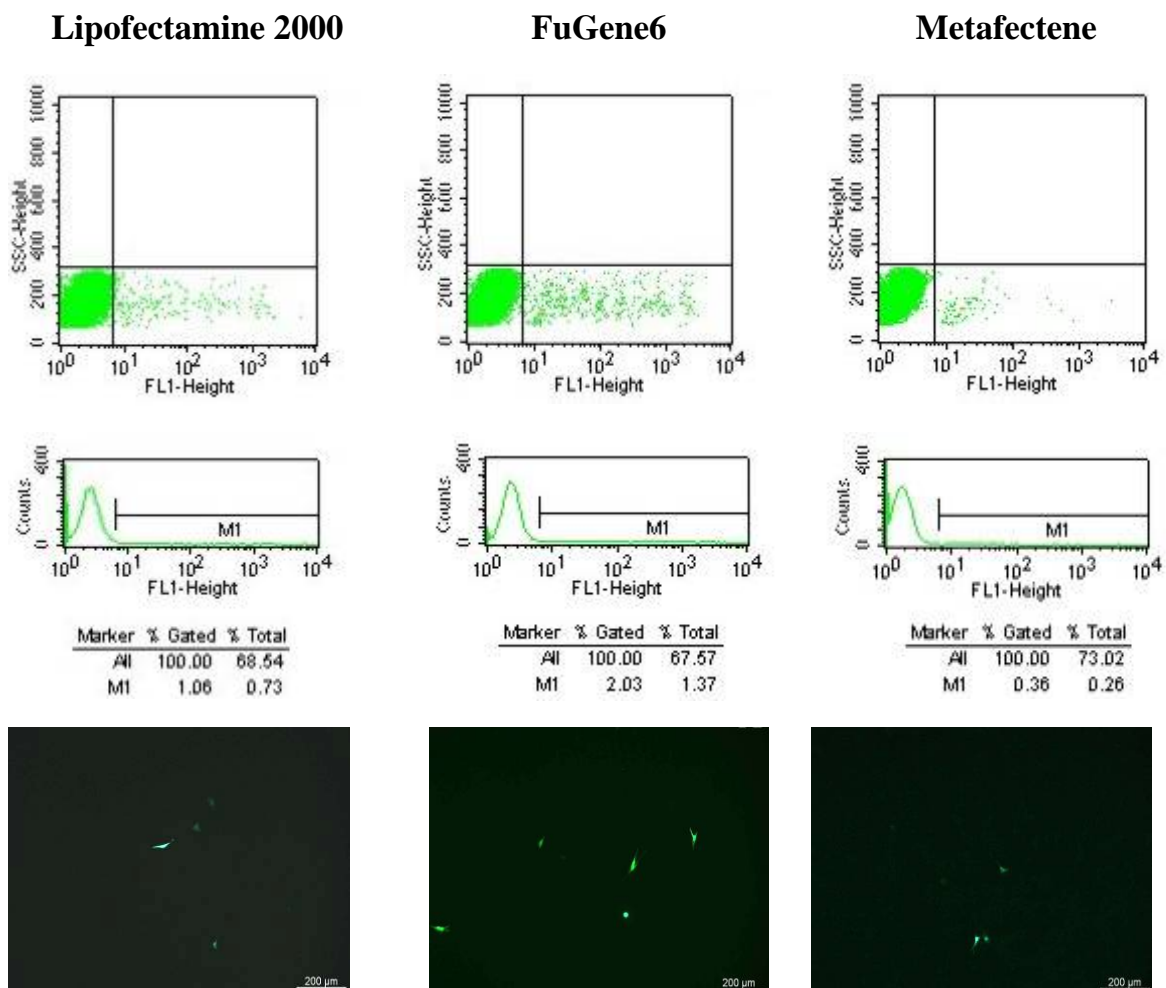 Lipofectamine 2000
FuGene6
Metafectene
SSC-Height
0 200 400 600 800 1000
10^0 10^1 10^2 10^3 10^4
FL1-Height
SSC-Height
0 200 400 600 800 1000
10^0 10^1 10^2 10^3 10^4
FL1-Height
SSC-Height
0 200 400 600 800 1000
10^0 10^1 10^2 10^3 10^4
FL1-Height
Counts
0 400
M1
10^0 10^1 10^2 10^3 10^4
FL1-Height
Counts
0 400
M1
10^0 10^1 10^2 10^3 10^4
FL1-Height
Counts
0 400
M1
10^0 10^1 10^2 10^3 10^4
FL1-Height
Marker % Gated % Total
All 100.00 68.54
M1 1.06 0.73
Marker % Gated % Total
All 100.00 67.57
M1 2.03 1.37
Marker % Gated % Total
All 100.00 73.02
M1 0.36 0.26
200 µm
200 µm
200 µm